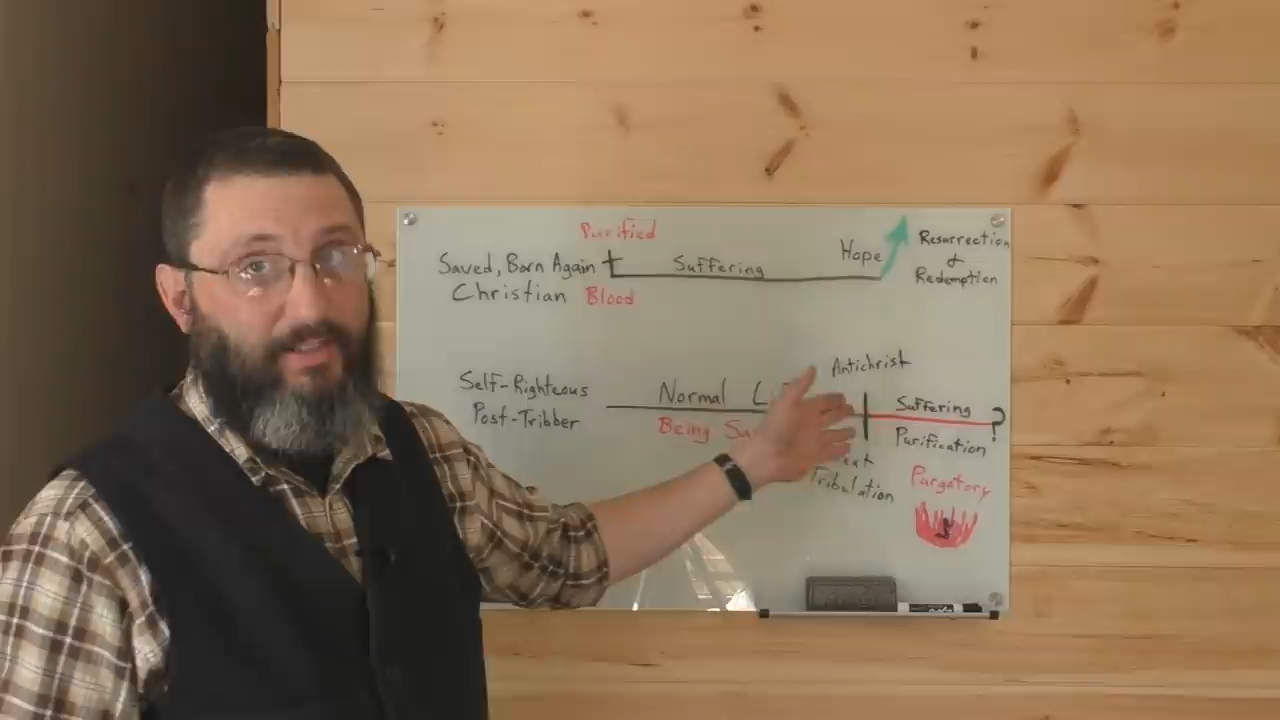 Purified
Saved, Born Again
Suffering
Hope
Resurrection
&
Redemption
Christian
Blood
Antichrist
Self-Righteous
Post-Tribber
Normal
Being
Suffering
?
Purification
Tribulation
Purgatory